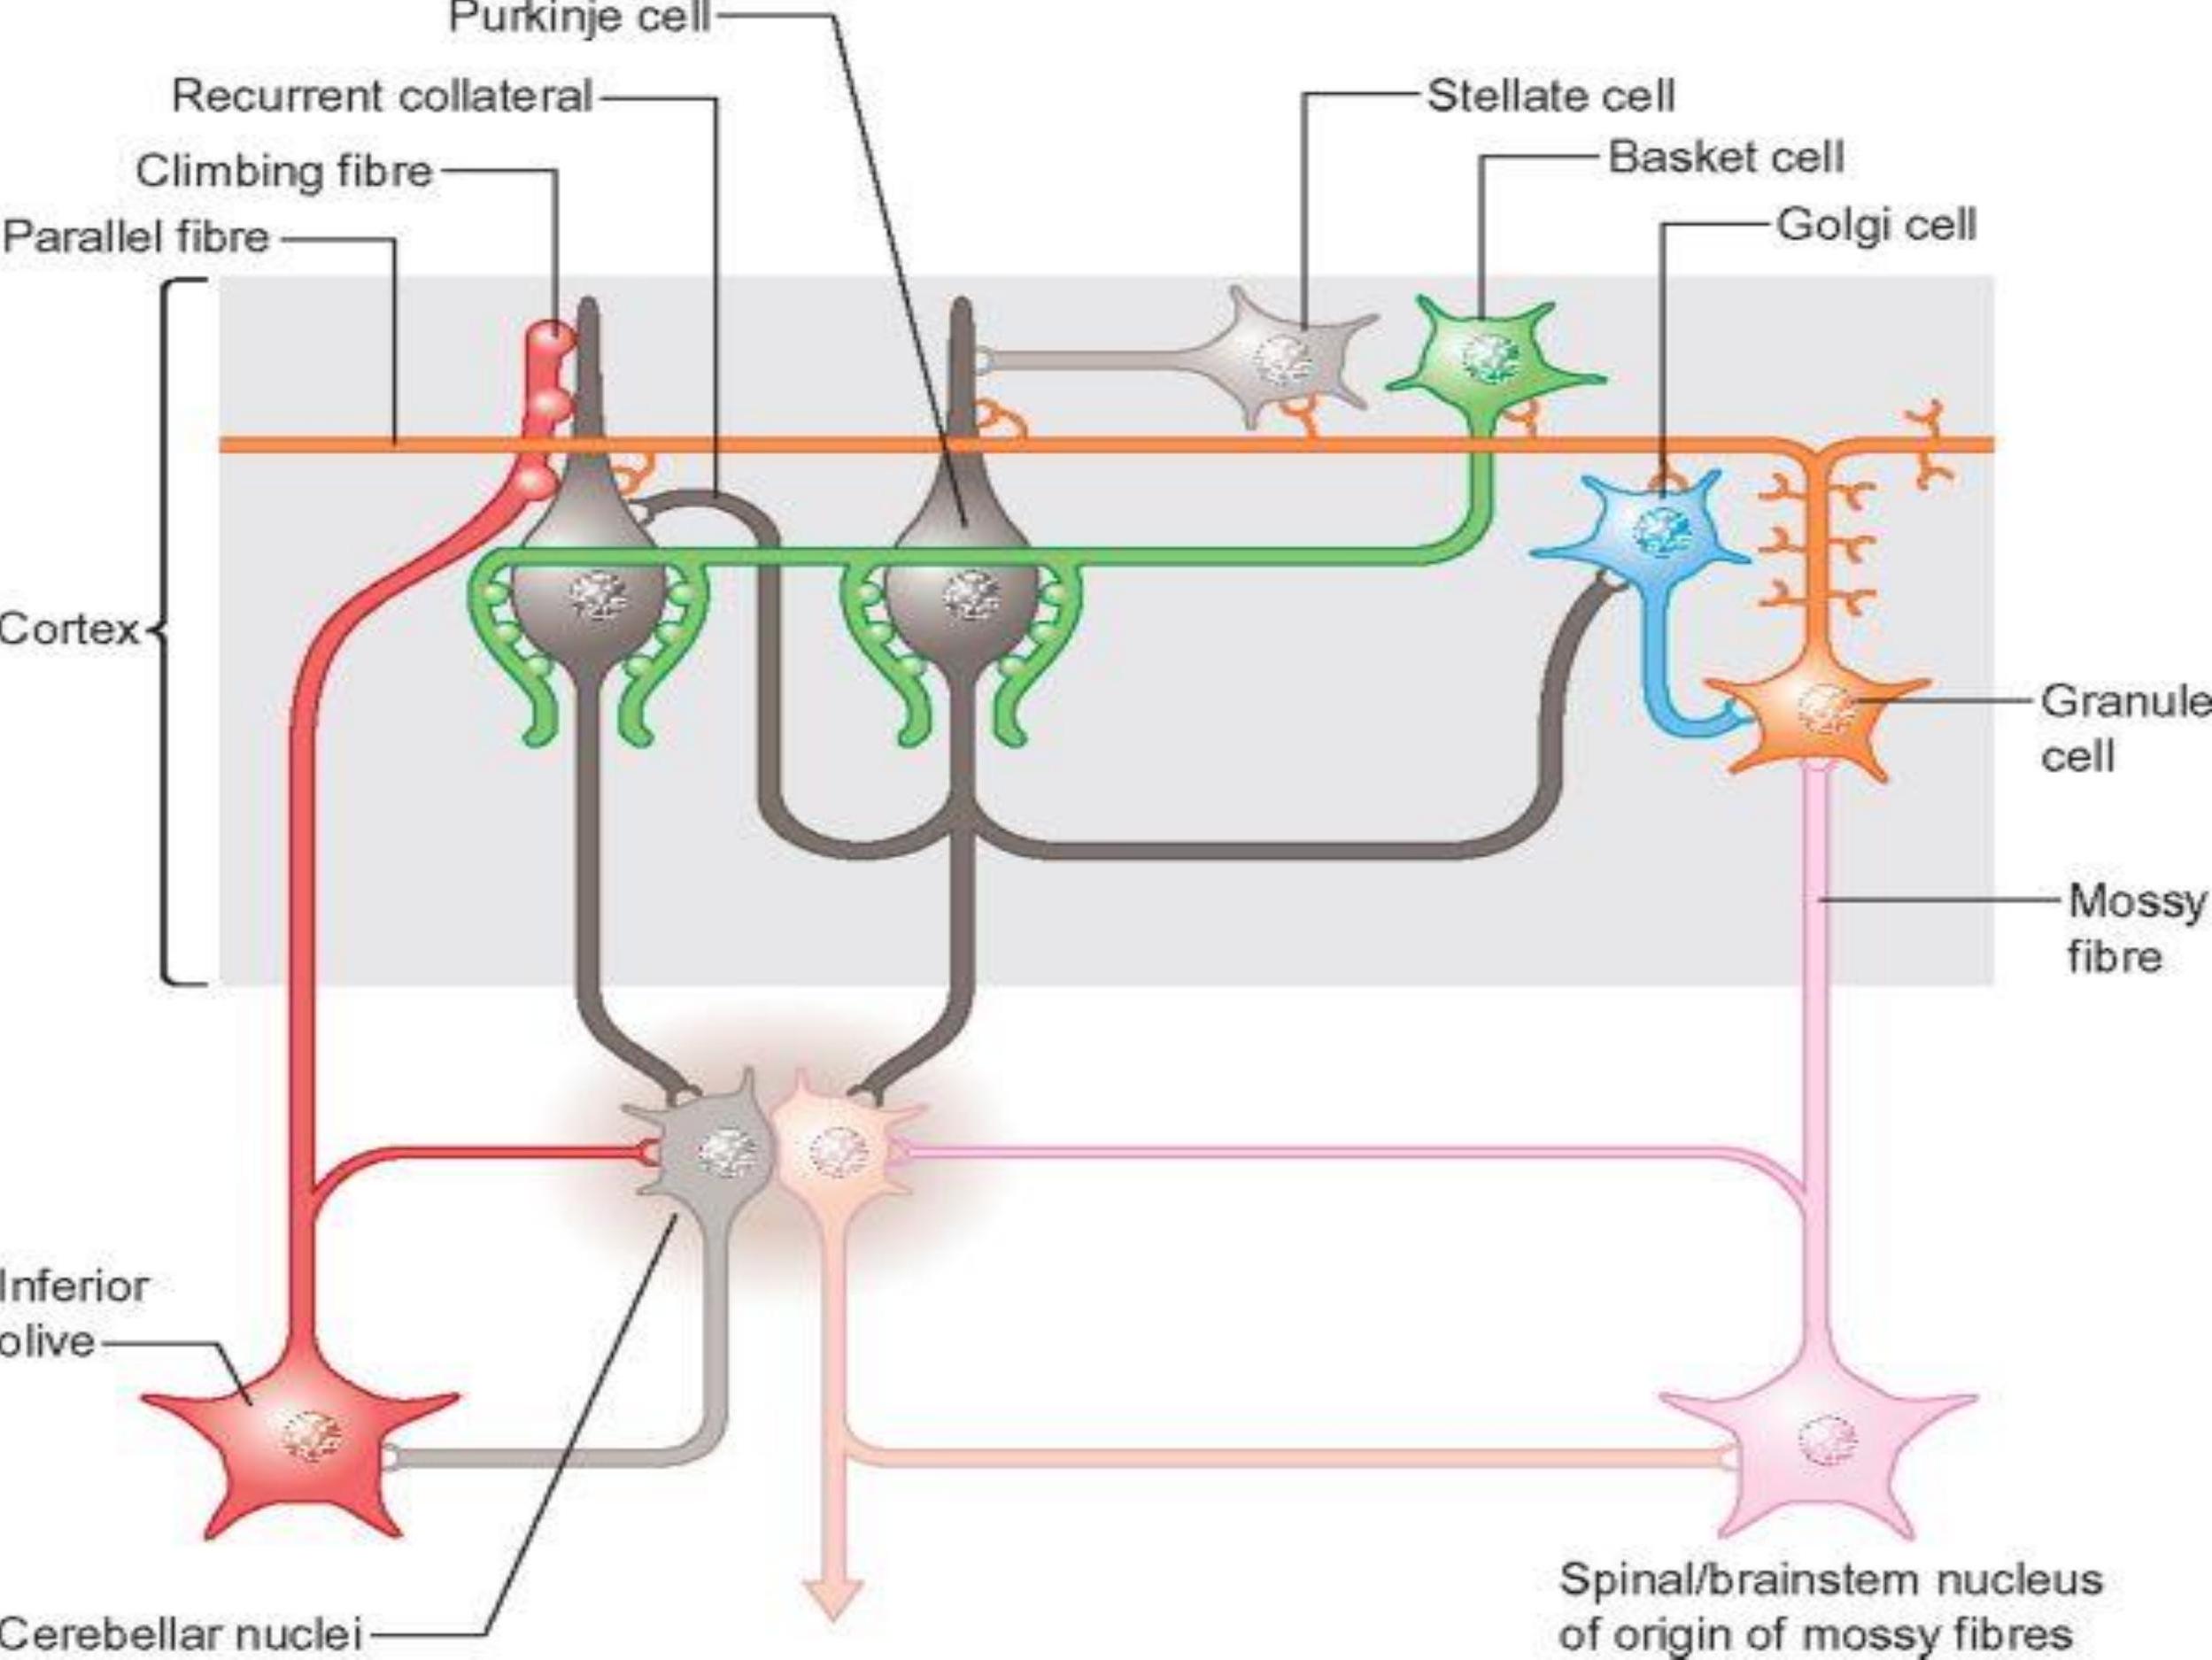 Purkinje cell
Recurrent collateral
Stellate cell
Climbing fibre
Basket cell
Parallel fibre
Golgi cell
Cortex
Granule
cell
Mossy
fibre
Inferior
olive
Cerebellar nuclei
Spinal/brainstem nucleus
of origin of mossy fibres